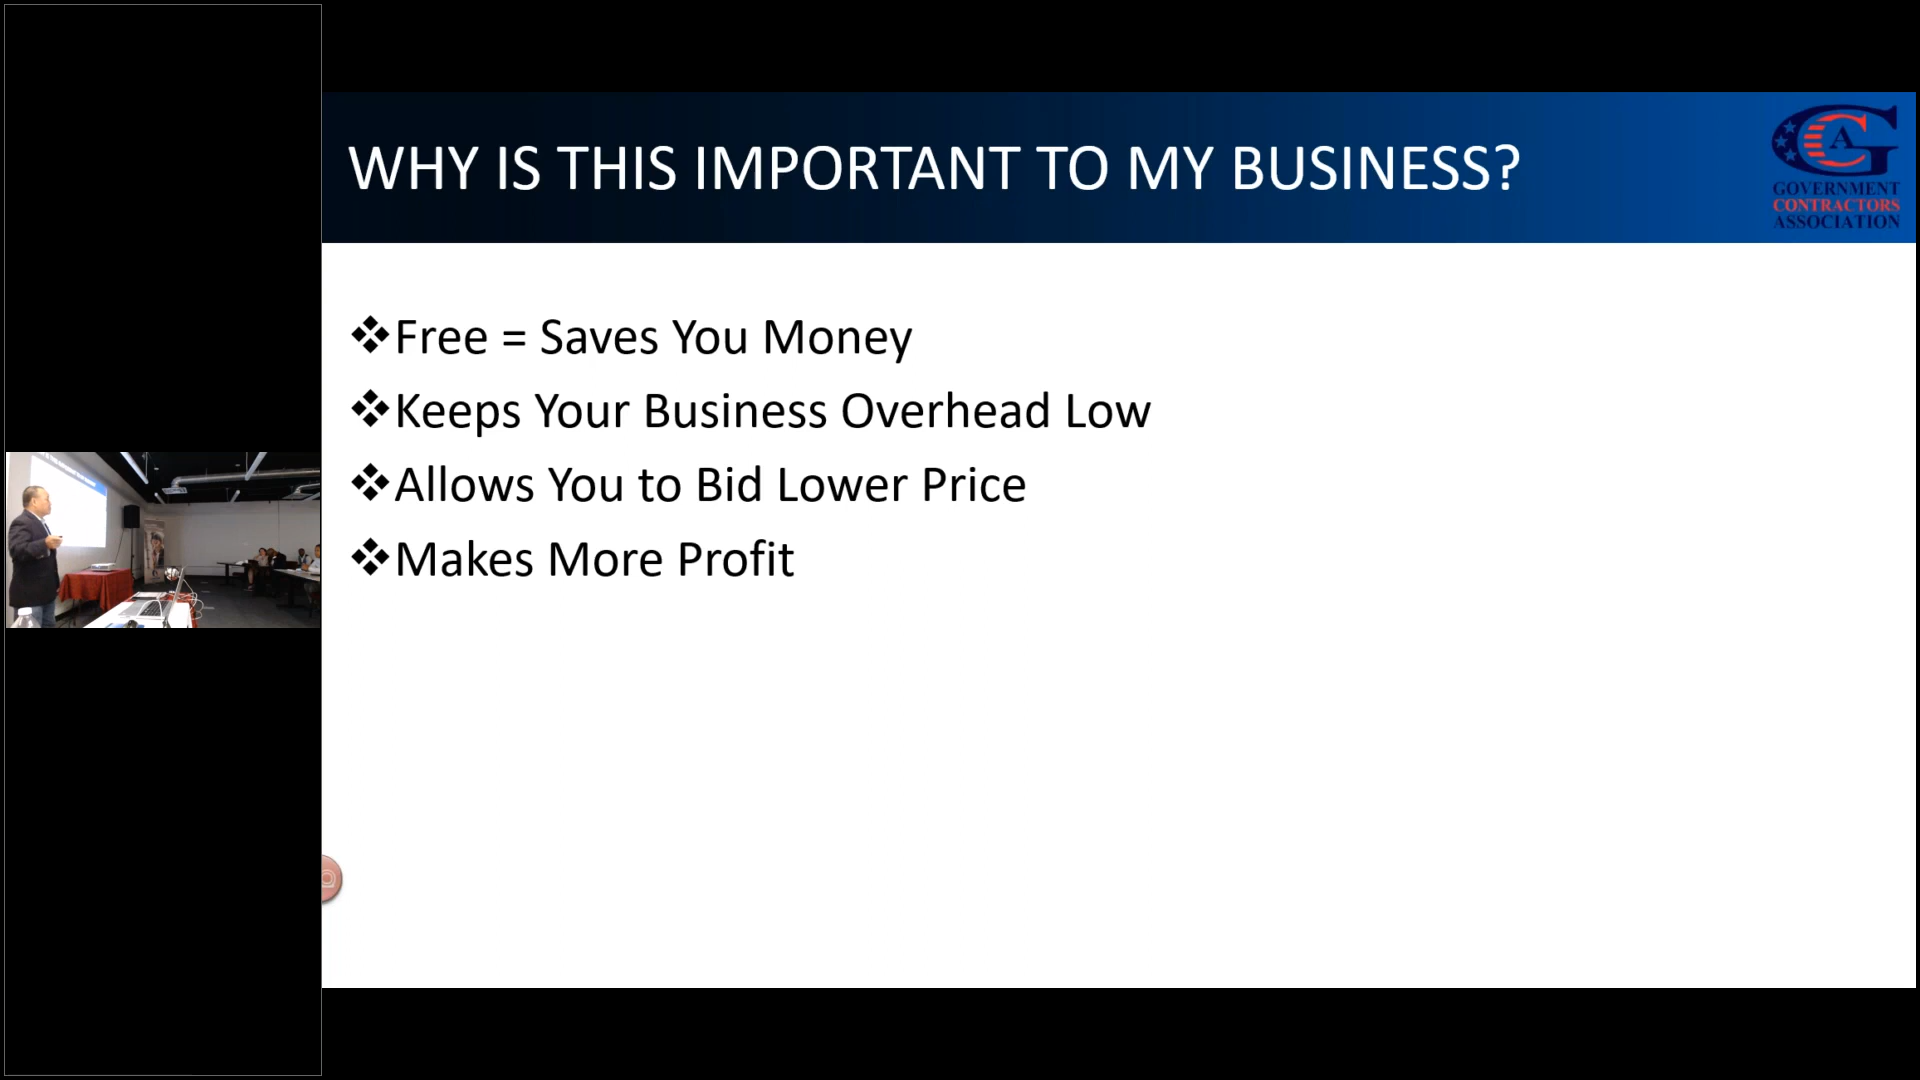 WHY IS THIS IMPORTANT TO MY BUSINESS?
GCA
GOVERNMENT
CONTRACTORS
ASSOCIATION
❖Free = Saves You Money
❖Keeps Your Business Overhead Low
❖Allows You to Bid Lower Price
❖Makes More Profit